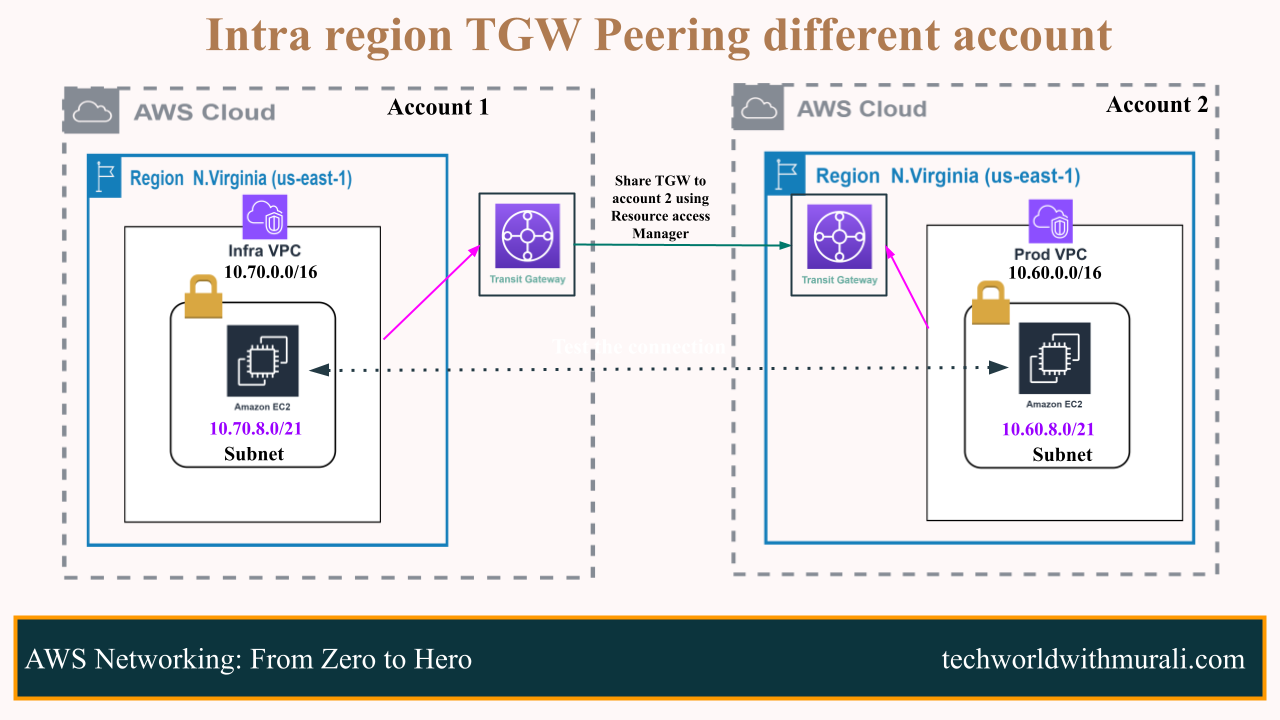 Intra region TGW Peering different account
AWS Cloud
Account 1
Region N.Virginia (us-east-1)
Infra VPC
10.70.0.0/16
Amazon EC2
10.70.8.0/21
Subnet
Transit Gateway
Share TGW to
account 2 using
Resource access
Manager
Test the connection
AWS Cloud
Account 2
Region N.Virginia (us-east-1)
Transit Gateway
Prod VPC
10.60.0.0/16
Amazon EC2
10.60.8.0/21
Subnet
AWS Networking: From Zero to Hero
techworldwithmurali.com